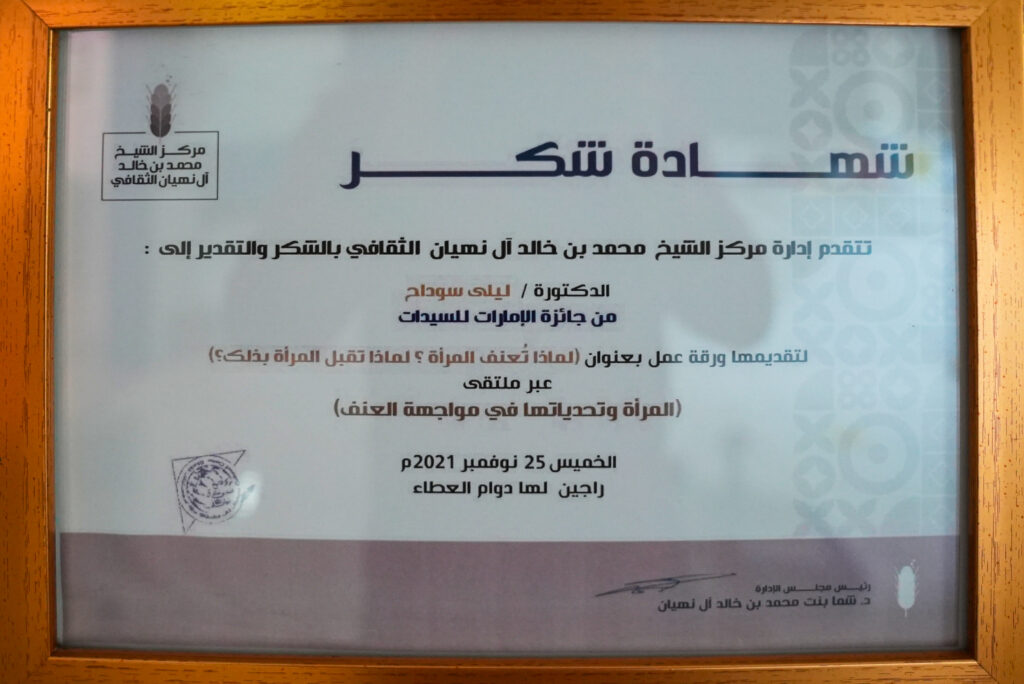 مركز الشيخ
محمد بن خالد
آل نهيان الثقافي
شهادة شكر
تتقدم إدارة مركز الشيخ محمد بن خالد آل نهيان الثقافي بالشكر والتقدير إلى :
الدكتورة / ليلى سوداح
من جائزة الإمارات للسيدات
لتقديمها ورقة عمل بعنوان (لماذا تُعنف المرأة ؟ لماذا تقبل المرأة بذلك؟)
عبر ملتقى
(المرأة وتحدياتها في مواجهة العنف)
الخميس 25 نوفمبر 2021م
راجين لها دوام العطاء
رئيس مجلس الإدارة
د. شما بنت محمد بن خالد آل نهيان